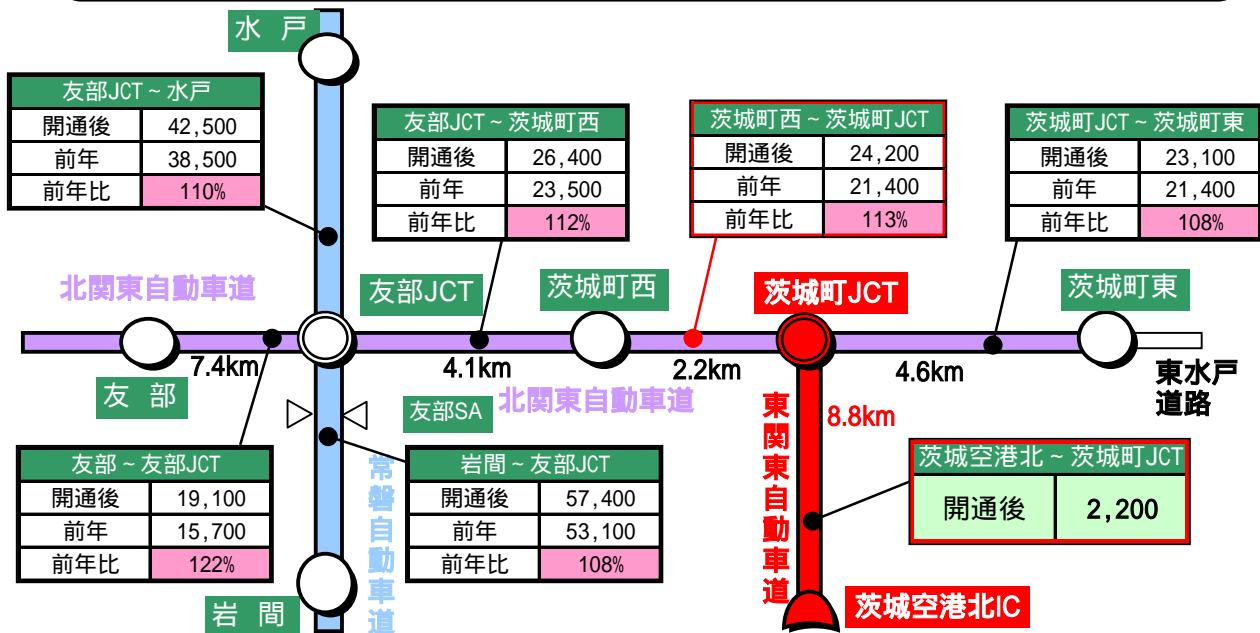 水 戸
友部JCT~水戸
開通後 42,500
前年 38,500
前年比 110%
友部JCT~茨城町西
開通後 26,400
前年 23,500
前年比 112%
茨城町西~茨城町JCT
開通後 24,200
前年 21,400
前年比 113%
茨城町JCT~茨城町東
開通後 23,100
前年 21,400
前年比 108%
北関東自動車道
友部JCT
茨城町西
茨城町JCT
茨城町東
7.4km
4.1km
2.2km
4.6km
東水戸
道路
友 部
友部SA
北関東自動車道
東関東自動車道
8.8km
友部~友部JCT
開通後 19,100
前年 15,700
前年比 122%
常磐自動車道
岩間~友部JCT
開通後 57,400
前年 53,100
前年比 108%
茨城空港北~茨城町JCT
開通後 2,200
岩 間
茨城空港北IC